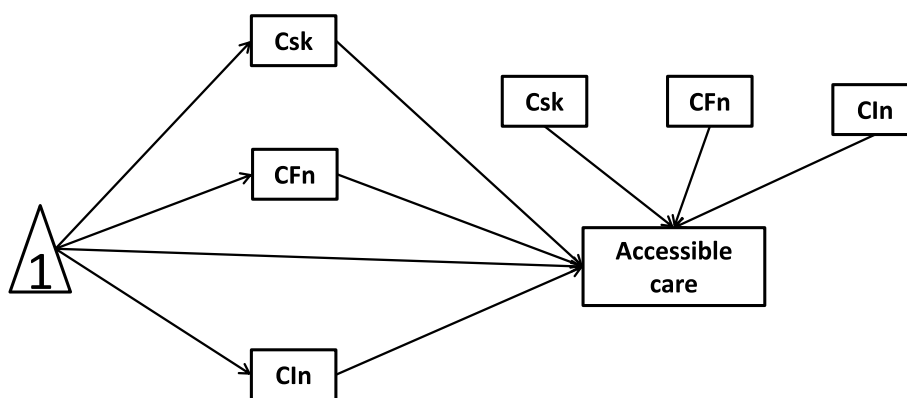 Csk
Csk
CFn
CIn
CFn
1
Accessible
care
CIn